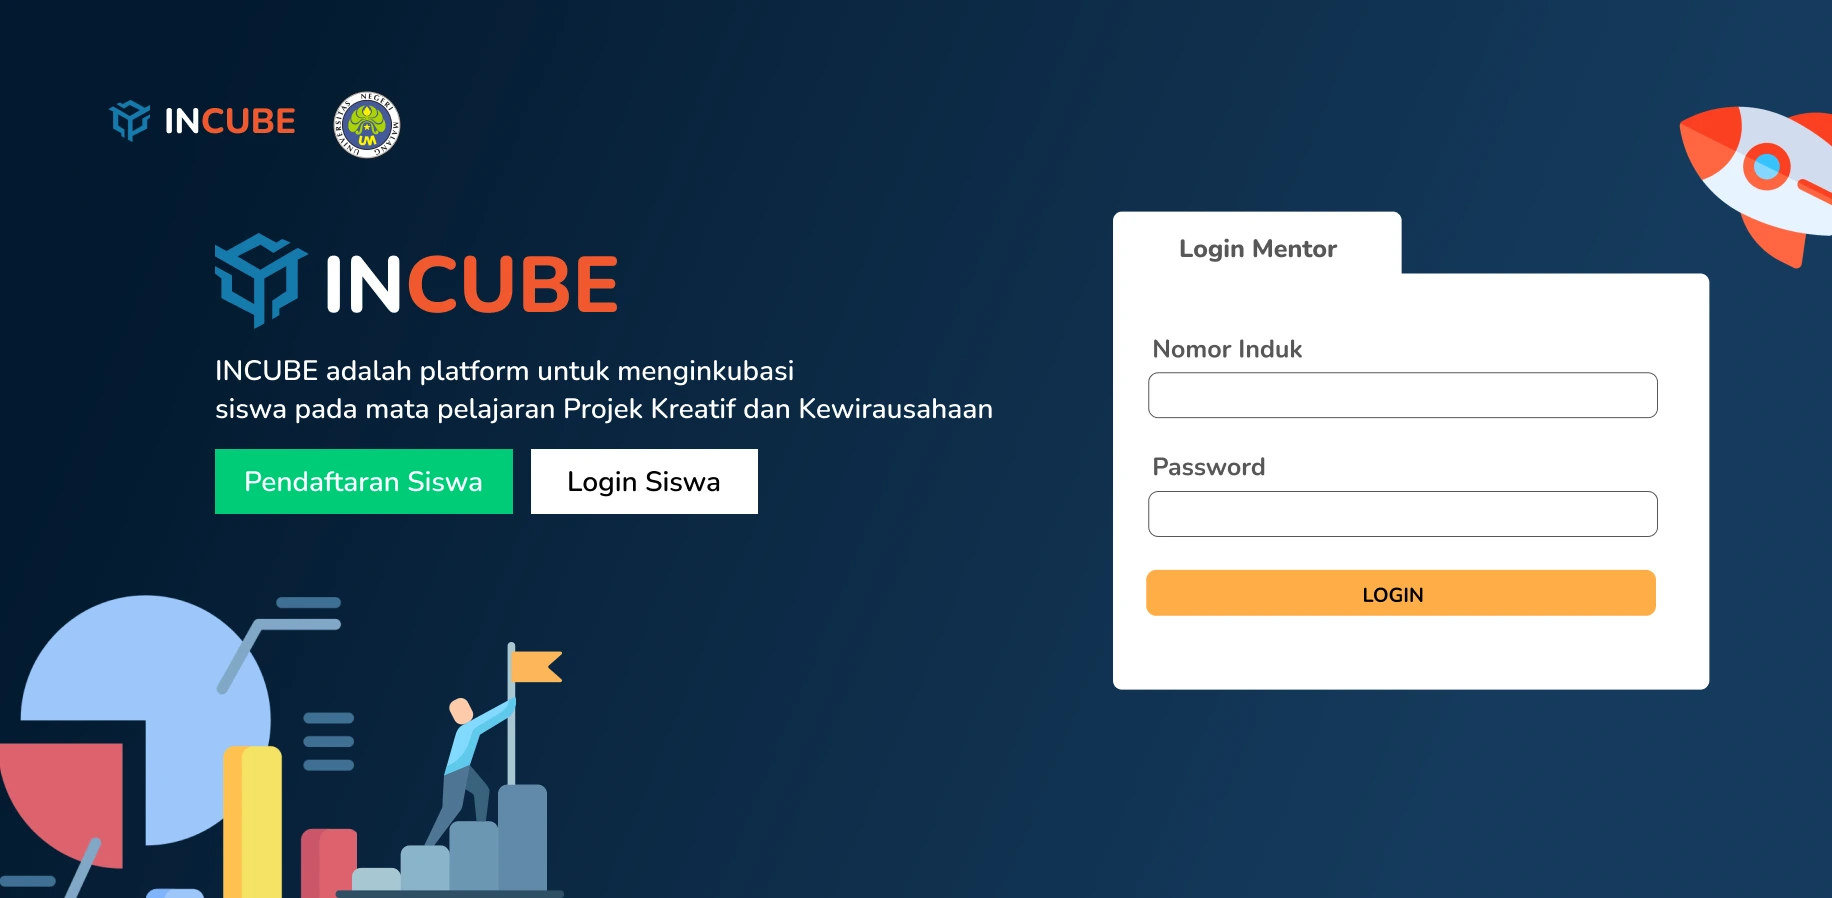 INCUBE
UNIVERSITAS NEGERI MALANG
UM
INCUBE
INCUBE adalah platform untuk menginkubasi
siswa pada mata pelajaran Projek Kreatif dan Kewirausahaan
Pendaftaran Siswa
Login Siswa
Login Mentor
Nomor Induk
Password
LOGIN